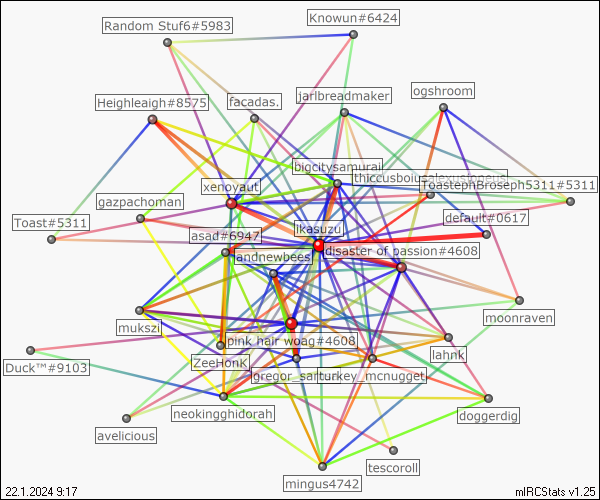 Random Stuf6#5983
Knowun#6424
ogshroom
jarlbreadmaker
Heighleaigh#8575
facadas.
bigcitysamurai
xenoyaut
ToastephBroseph5311#5311
gazpachoman
default#0617
Toast#5311
ikasuzu
asad#6947
disaster of passion#4608
andnewbees
moonraven
mukszi
pink hair woag#4608
lahnk
ZeeHonk
Duck™#9103
gregor_sal
turkey_mcnugget
neokingghidorah
doggerdig
avelicious
tescoroll
mingus4742
22.1.2024 9:17
mIRCStats v1.25